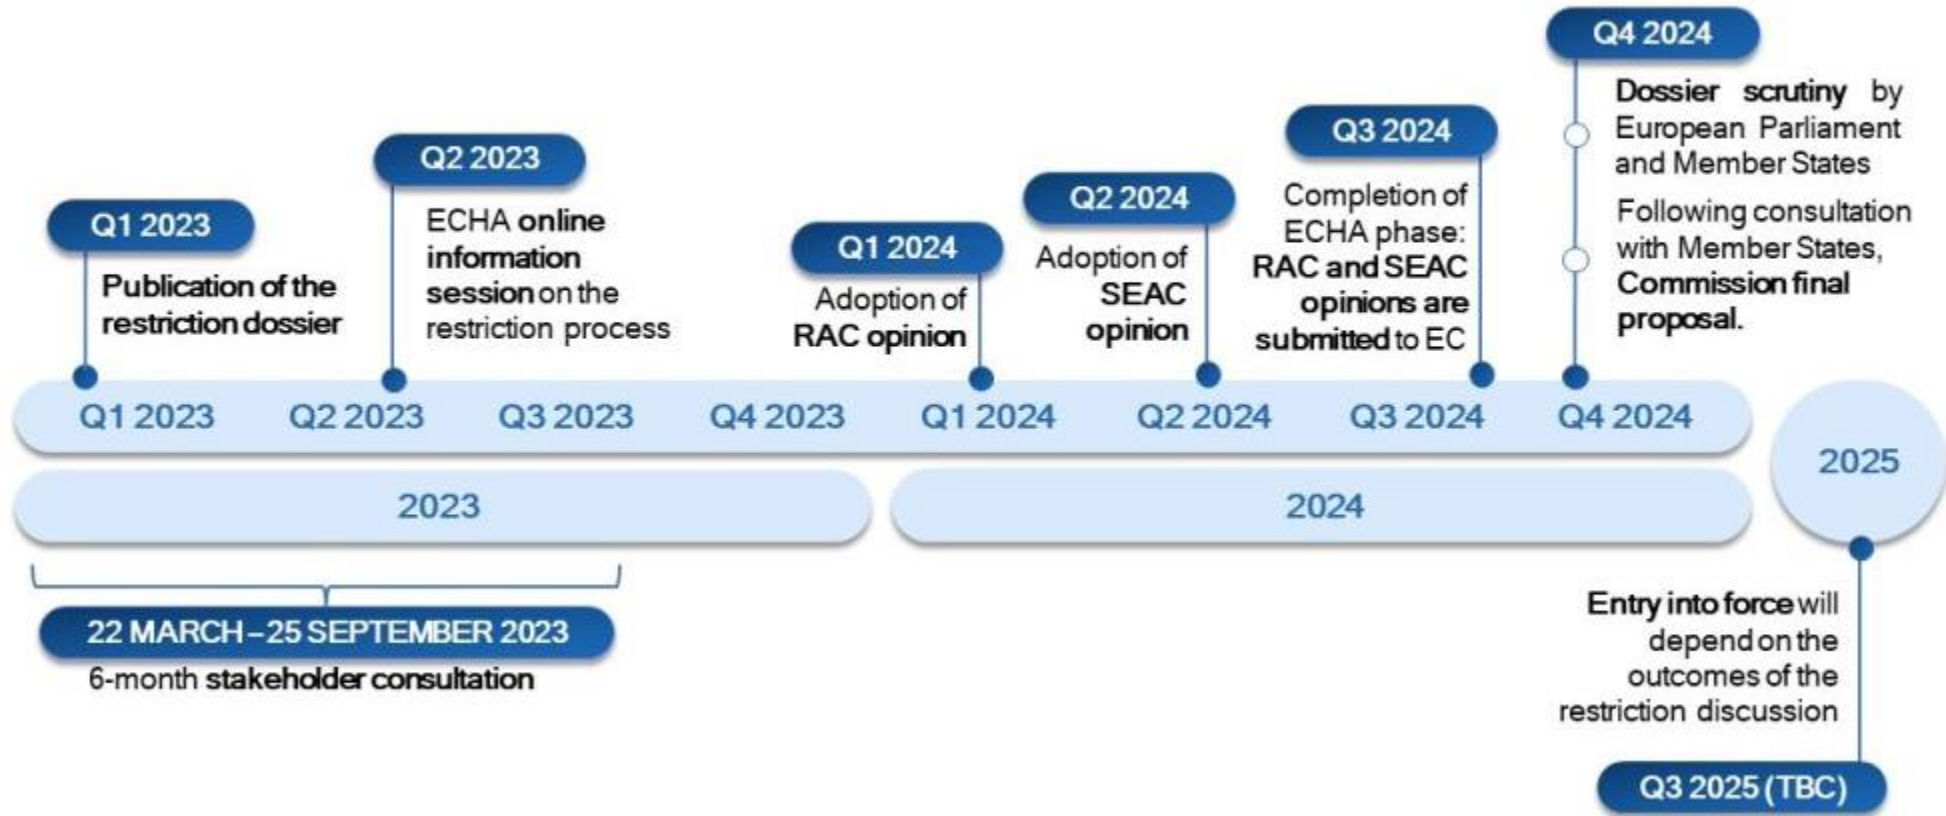 Q1 2023
Publication of the
restriction dossier
Q2 2023
ECHA online
information
session on the
restriction process
Q1 2024
Adoption of
RAC opinion
Q2 2024
Adoption of
SEAC
opinion
Q3 2024
Completion of
ECHA phase:
RAC and SEAC
opinions are
submitted to EC
Q4 2024
Dossier scrutiny by
European Parliament
and Member States
Following consultation
with Member States,
Commission final
proposal.
Q1 2023 Q2 2023 Q3 2023 Q4 2023 Q1 2024 Q2 2024 Q3 2024 Q4 2024
2023 2024
2025
22 MARCH – 25 SEPTEMBER 2023
6-month stakeholder consultation
Entry into force will
depend on the
outcomes of the
restriction discussion
Q3 2025 (TBC)